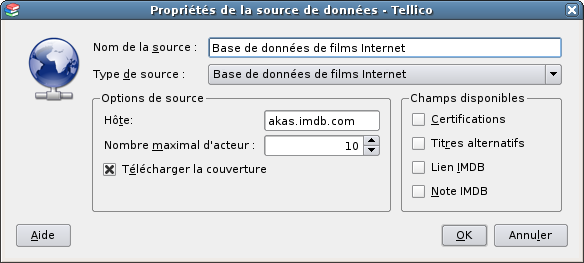 Propriétés de la source de données - Tellico
Nom de la source : Base de données de films Internet
Type de source : Base de données de films Internet
Options de source
Hôte: akas.imdb.com
Nombre maximal d'acteur : 10
Télécharger la couverture
Champs disponibles
Certifications
Titres alternatifs
Lien IMDB
Note IMDB
Aide
OK
Annuler